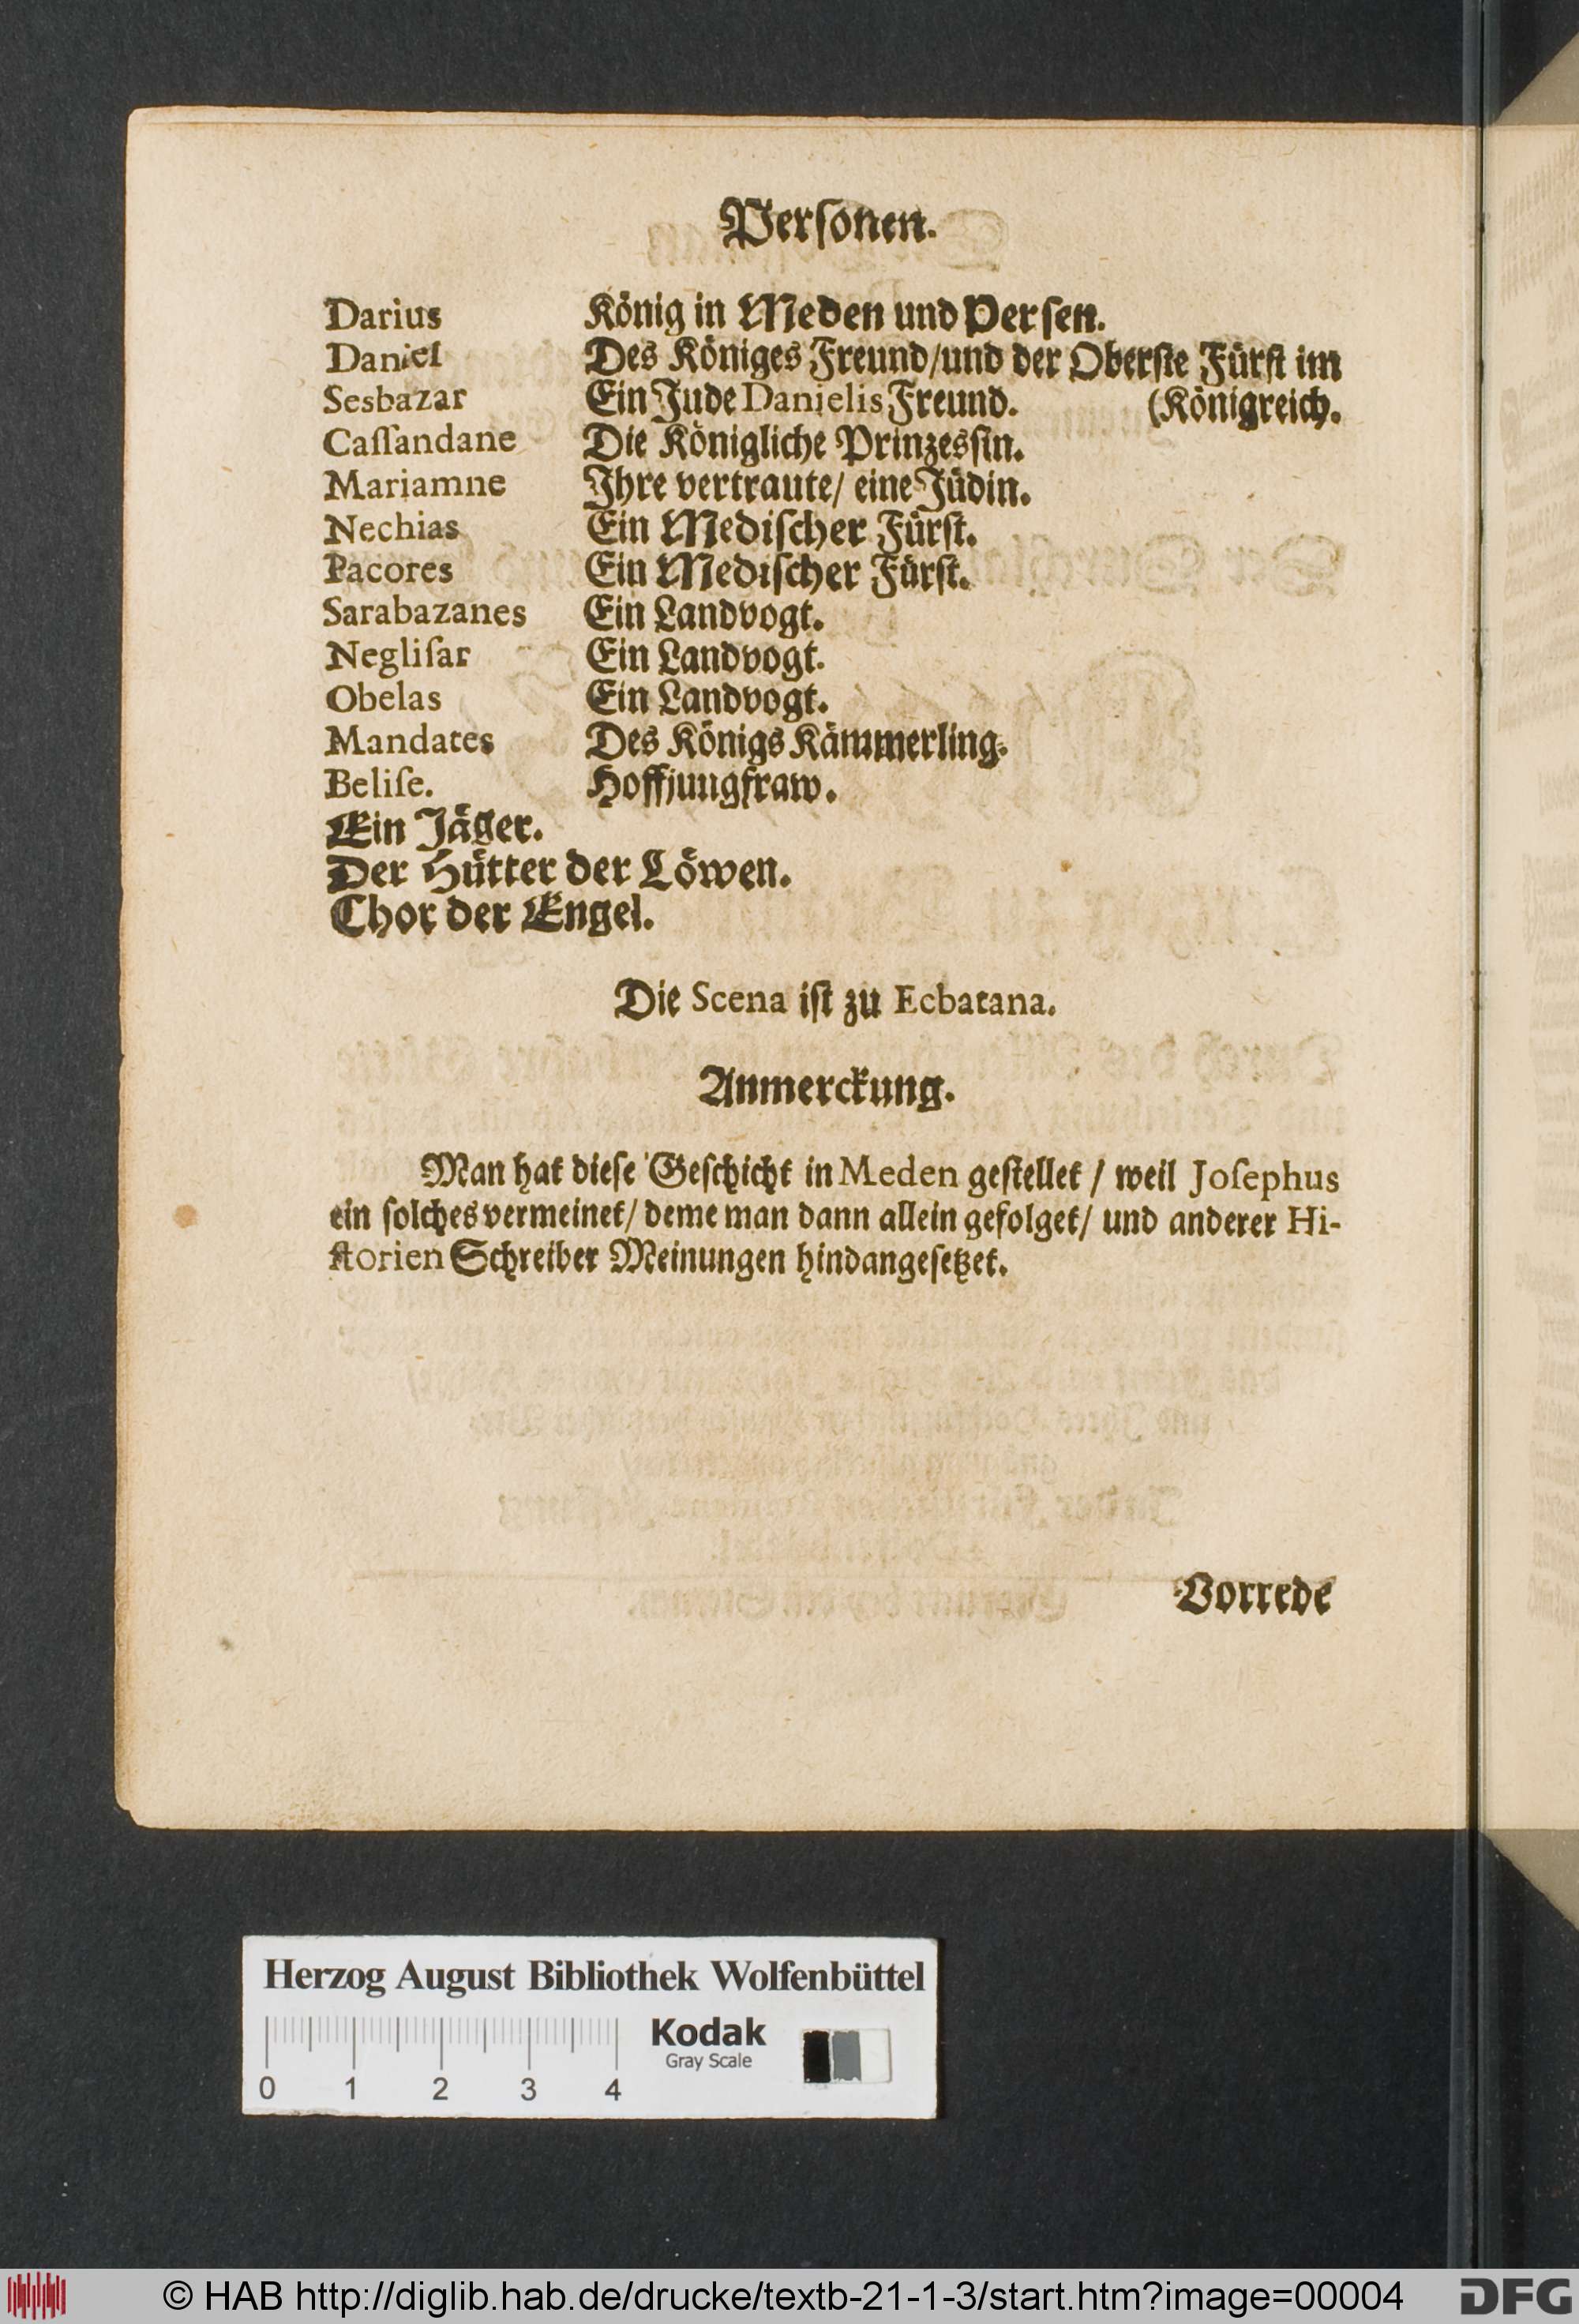 Perſonen.
Darius König in Meden und Perſen.
Daniel Des Königes Freund/und der Oberſte Fürſt im
Sesbazar Ein Jude Danielis Freund. (Königreich.
Caſſandane Die Königliche Prinzesſin.
Mariamne Ihre vertraute/ eine Jüdin.
Nechias Ein Mediſcher Fürſt.
Pacores Ein Mediſcher Fürſt.
Sarabazanes Ein Landvogt.
Negliſar Ein Landvogt.
Obelas Ein Landvogt.
Mandates Des Königs Kämmerling.
Beliſe. Hoffjungfraw.
Ein Jäger.
Der Hütter der Löwen.
Chor der Engel.
Die Scena iſt zu Ecbatana.
Anmerckung.
Man hat dieſe Geſchicht in Meden geſtellet / weil Joſephus
ein ſolches vermeinet/ deme man dann allein gefolget/ und anderer Hi-
ſtorien Schreiber Meinungen hindangeſetzet.
Vorrede
Herzog August Bibliothek Wolfenbüttel
Kodak
Gray Scale
0 1 2 3 4
© HAB http://diglib.hab.de/drucke/textb-21-1-3/start.htm?image=00004
DFG